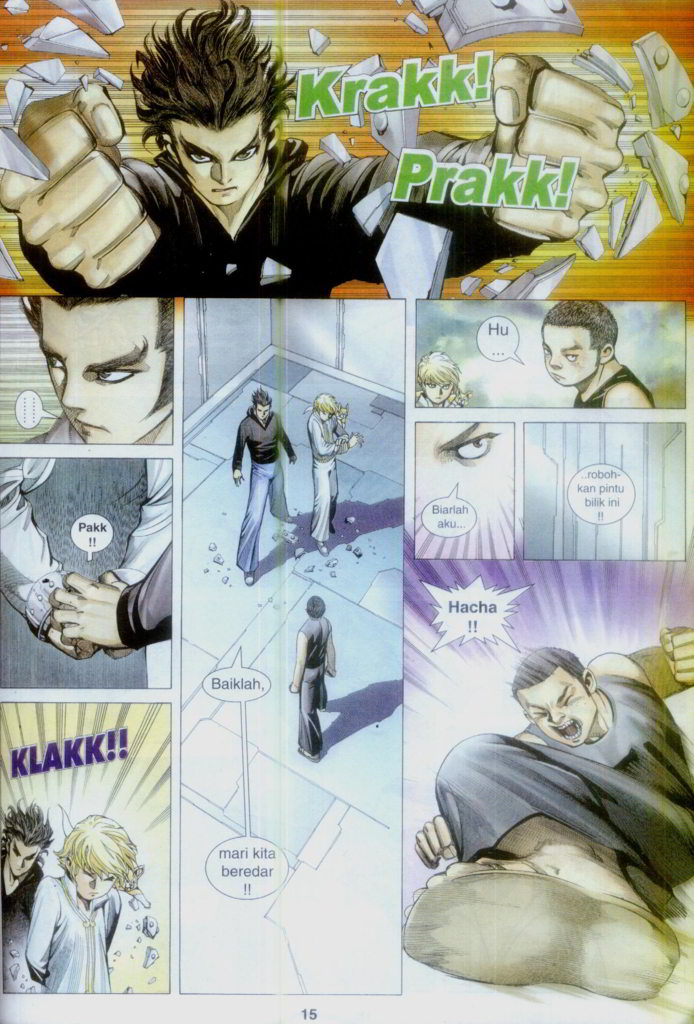 Krakk!
Prakk!
Hu
...
Biarlah
aku...
..roboh-
kan pintu
bilik ini
!!
Pakk
!!
Baiklah,
mari kita
beredar
!!
Hacha
!!
KLAKK!!
15